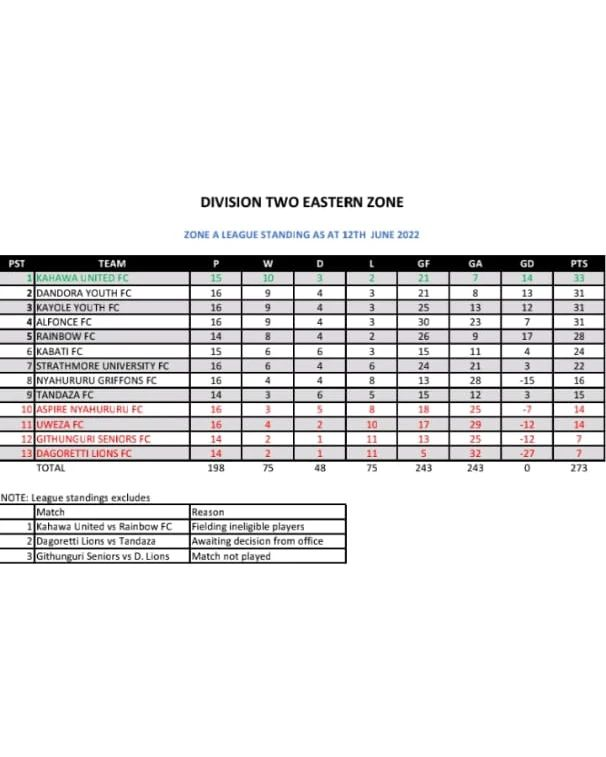 DIVISION TWO EASTERN ZONE
ZONE A LEAGUE STANDING AS AT 12TH JUNE 2022
PST TEAM P W D L GF GA GD PTS
1 KAHAWA UNITED FC 15 10 3 2 21 7 14 33
2 DANDORA YOUTH FC 16 9 4 3 21 8 13 31
3 KAYOLE YOUTH FC 16 9 4 3 25 13 12 31
4 ALFONCE FC 16 9 4 3 30 23 7 31
5 RAINBOW FC 14 8 4 2 26 9 17 28
6 KABATI FC 15 6 6 3 15 11 4 24
7 STRATHMORE UNIVERSITY FC 16 6 4 6 24 21 3 22
8 NYAHURURU GRIFFONS FC 16 4 4 8 13 28 -15 16
9 TANDAZA FC 14 3 6 5 15 12 3 15
10 ASPIRE NYAHURURU FC 16 3 5 8 18 25 -7 14
11 UWEZA FC 16 4 2 10 17 29 -12 14
12 GITHUNGURI SENIORS FC 14 2 1 11 13 25 -12 7
13 DAGORETTI LIONS FC 14 2 1 11 5 32 -27 7
TOTAL 198 75 48 75 243 243 0 273
NOTE: League standings excludes
Match Reason
1 Kahawa United vs Rainbow FC Fielding ineligible players
2 Dagoretti Lions vs Tandaza Awaiting decision from office
3 Githunguri Seniors vs D. Lions Match not played